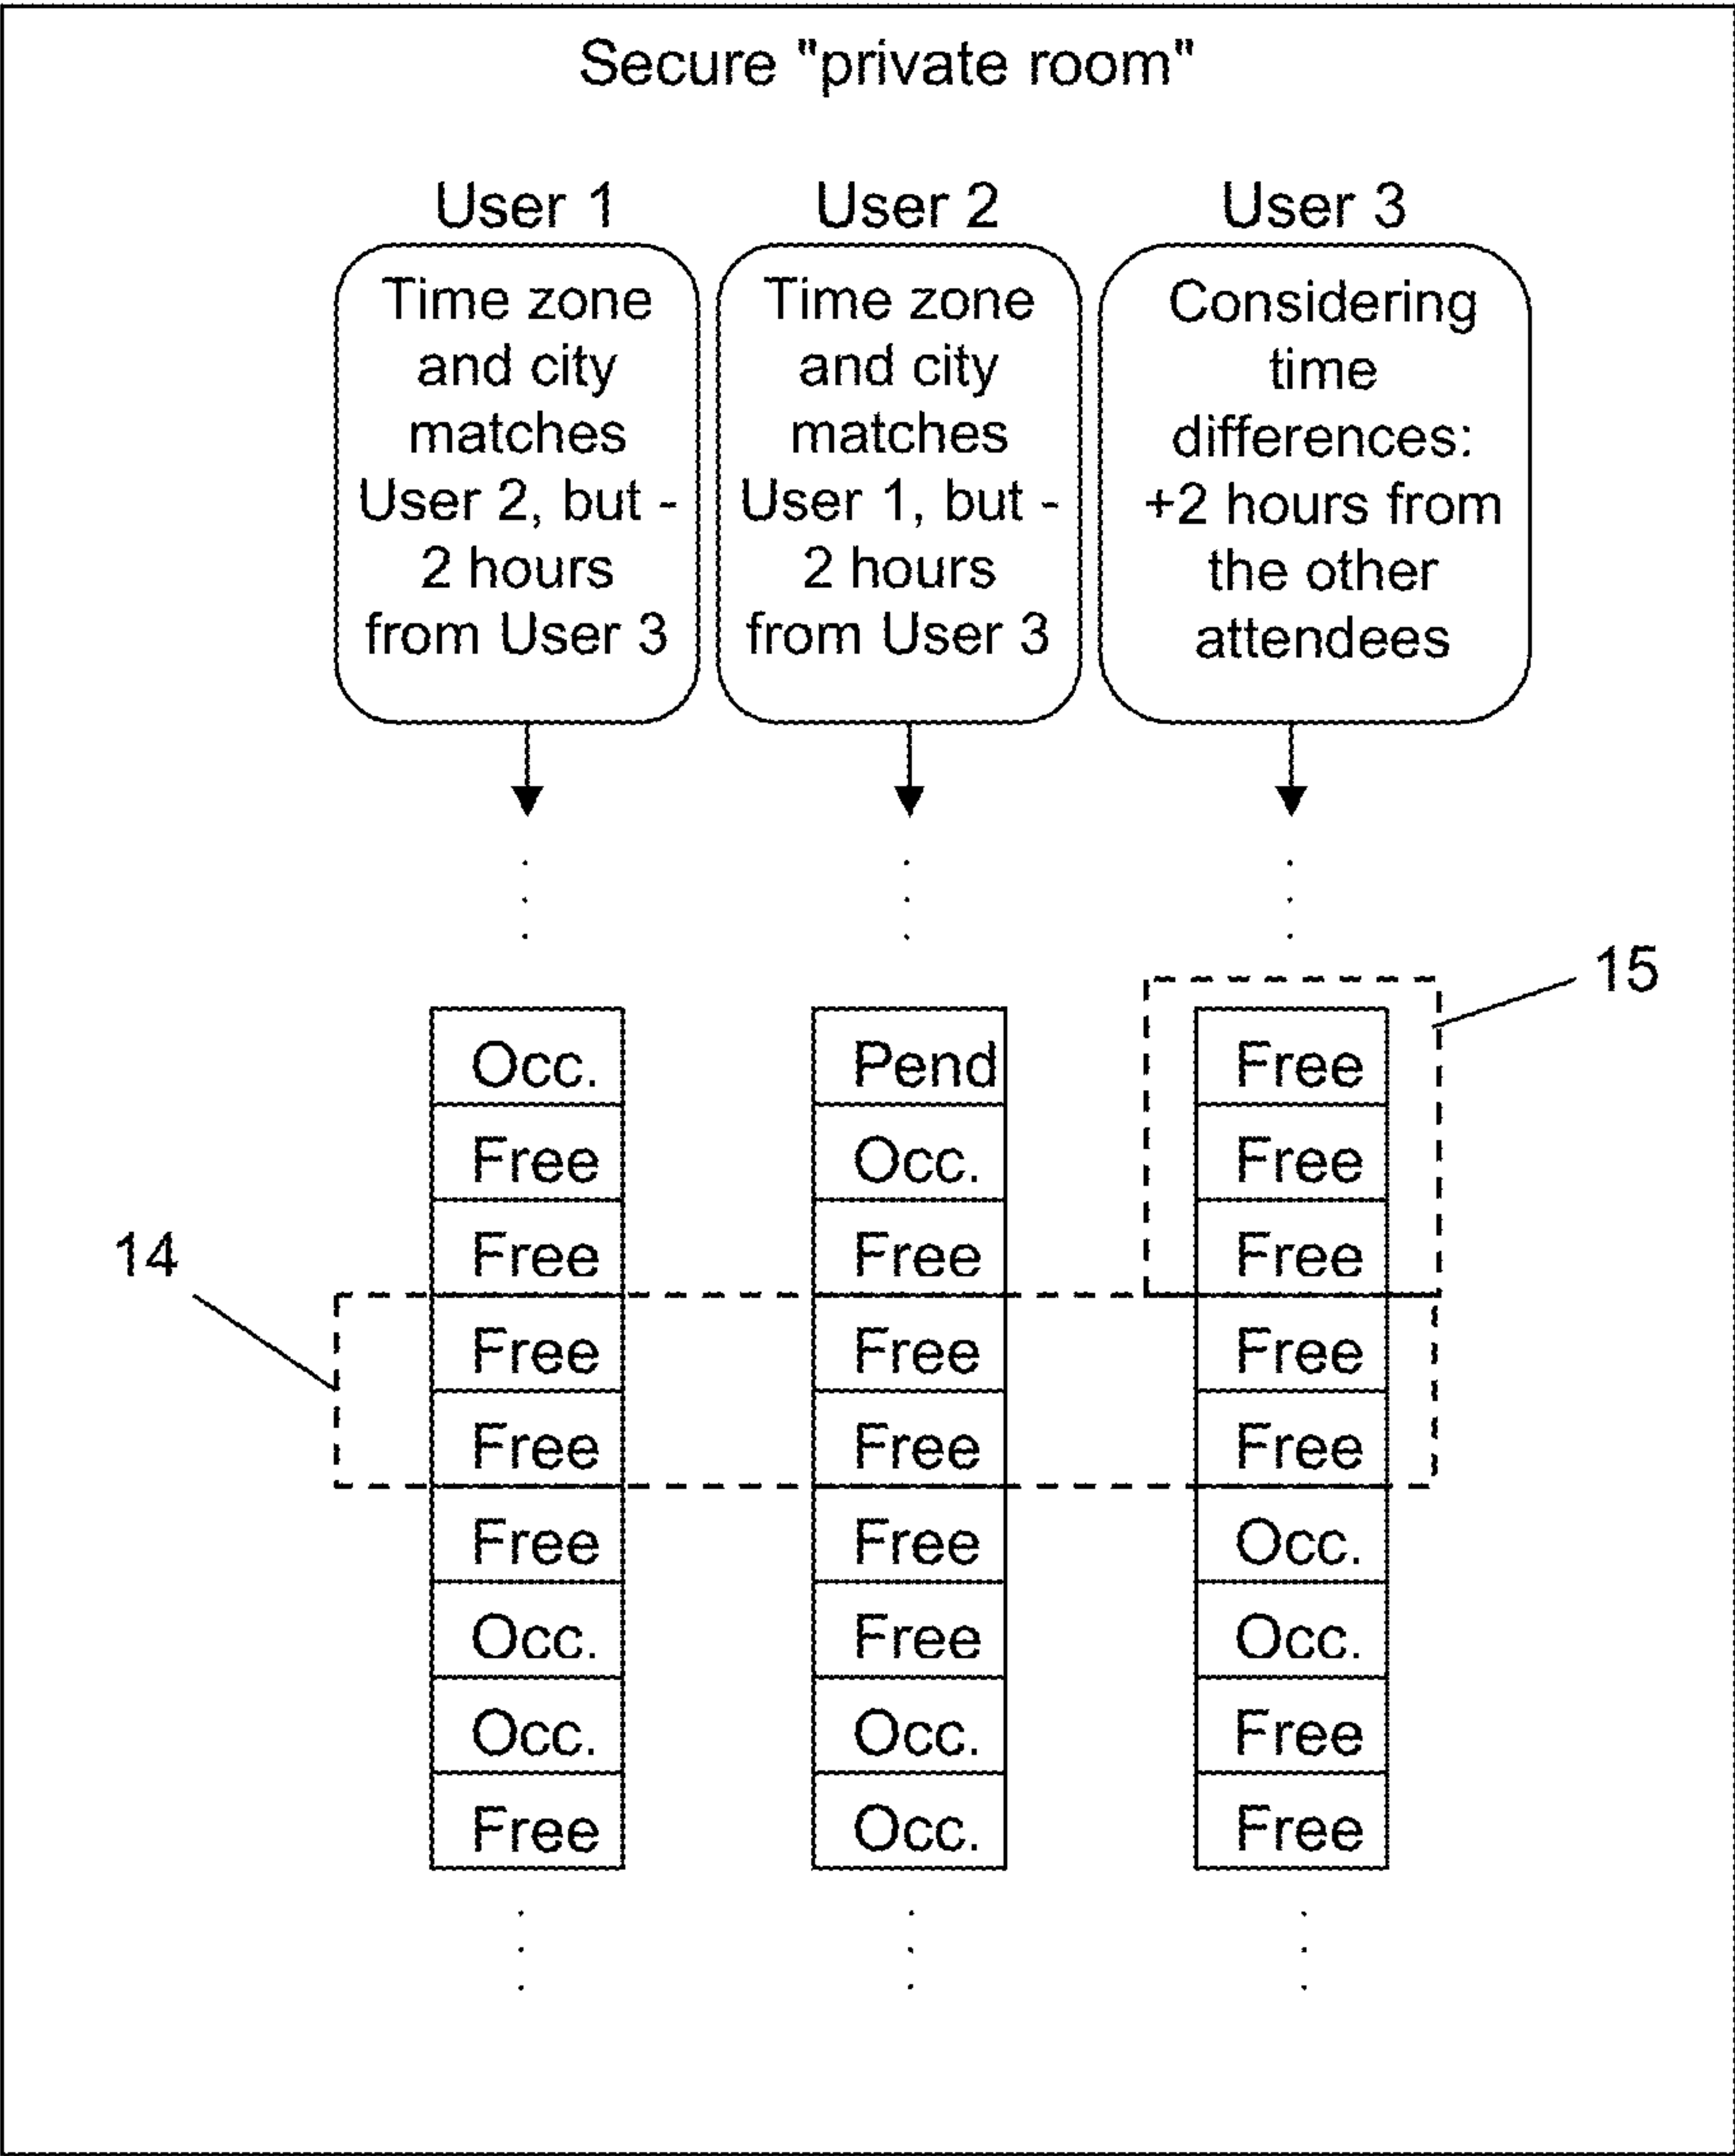 Secure "private room"
User 1
Time zone
and city
matches
User 2, but -
2 hours
from User 3
User 2
Time zone
and city
matches
User 1, but -
2 hours
from User 3
User 3
Considering
time
differences:
+2 hours from
the other
attendees
15
14
Occ.
Free
Free
Free
Free
Free
Occ.
Occ.
Free
Pend
Occ.
Free
Free
Free
Free
Free
Occ.
Occ.
Free
Free
Free
Free
Free
Occ.
Occ.
Free
Free